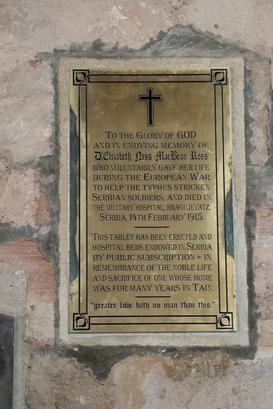 To the Glory of GOD
and in undying memory of
Dr Elizabeth Ness MacBean Ross
who voluntarily gave her life
during the European War
to help the typhus stricken
Serbian soldiers, and died in
the military hospital, Kragujevatz,
Serbia, 14th February 1915.
This tablet has been erected and
hospital beds endowed in Serbia
by public subscription = in
remembrance of the noble life
and sacrifice of one whose home
was for many years in Tain.
"greater love hath no man than this."